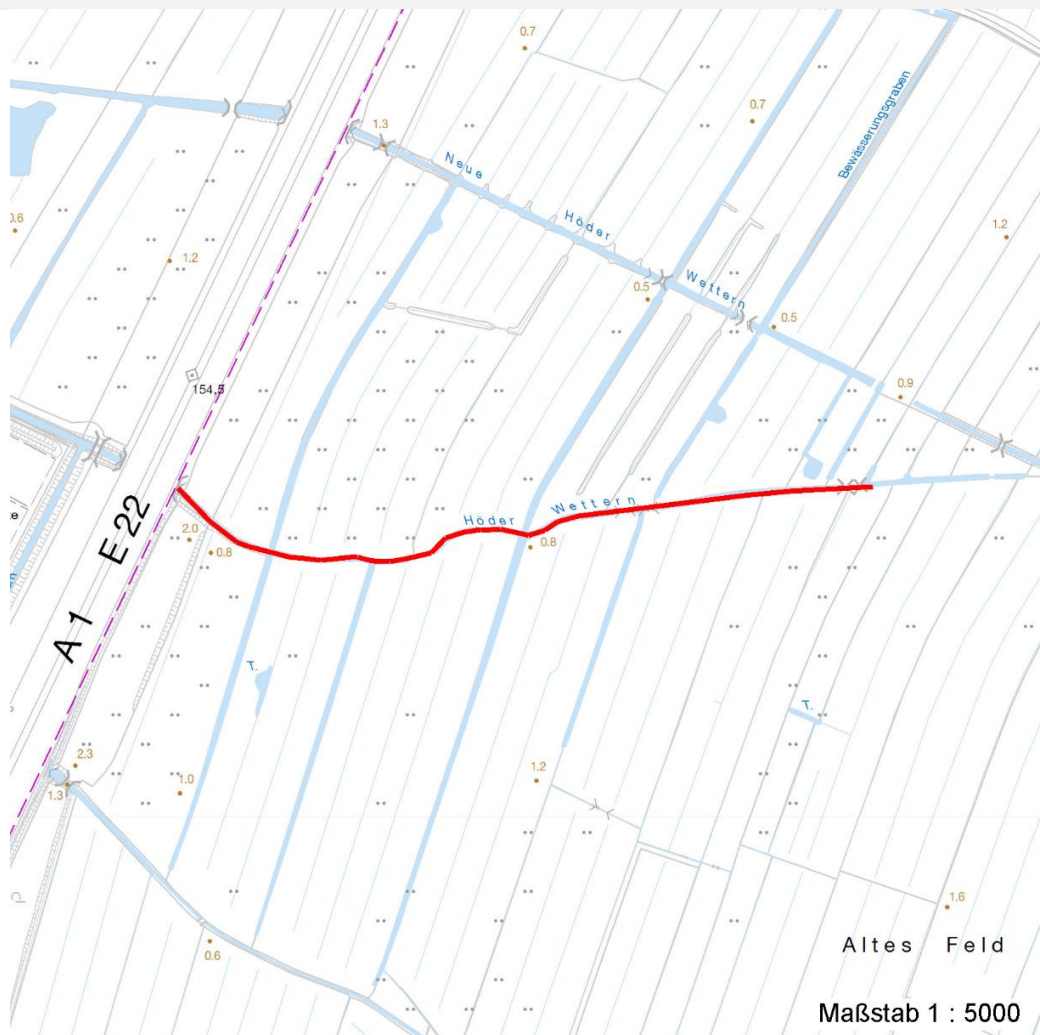 0.7
0.7
Bewässerungsgraben
1.3
Neue Höder Wettern
0.6
1.2
1.2
0.5
0.5
154,5
0.9
E 22
Höder Wettern
2.0
0.8
0.8
A 1
T.
T.
2.3
1.3
1.0
1.2
1.6
0.6
Altes Feld
Maßstab 1 : 5000